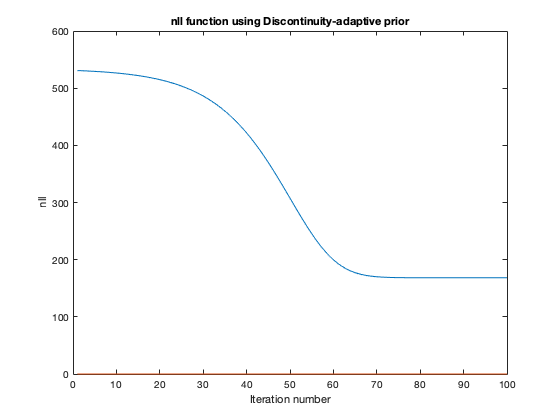 nll function using Discontinuity-adaptive prior
600
500
400
300
200
100
0
nll
0 10 20 30 40 50 60 70 80 90 100
Iteration number